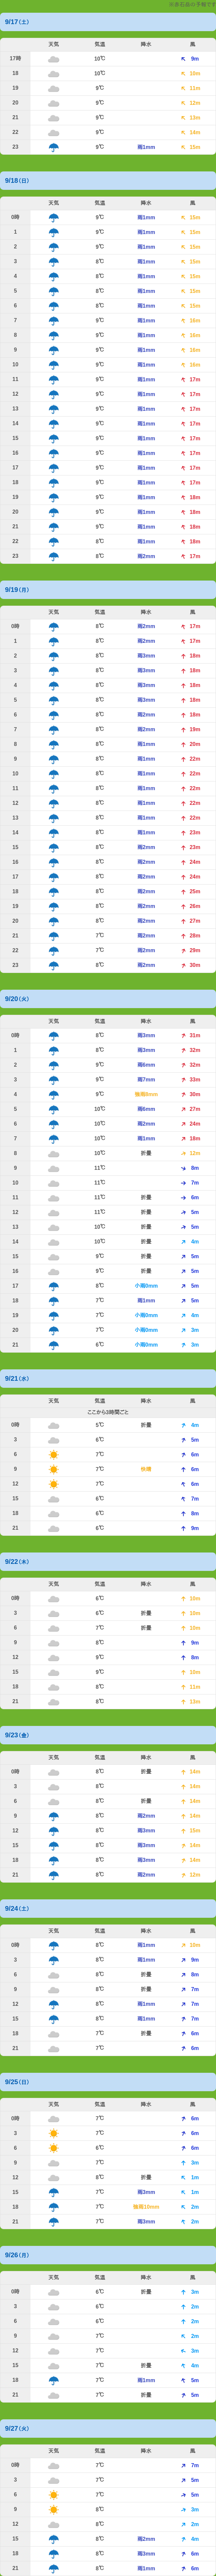 9/17(土)
天気 気温 降水 風
17時 10℃ 9m
18 10℃ 10m
19 9℃ 11m
20 9℃ 12m
21 9℃ 13m
22 9℃ 14m
23 9℃ 雨1mm 15m
9/18(日)
天気 気温 降水 風
0時 9℃ 雨1mm 15m
1 9℃ 雨1mm 15m
2 9℃ 雨1mm 15m
3 8℃ 雨1mm 15m
4 8℃ 雨1mm 15m
5 8℃ 雨1mm 15m
6 8℃ 雨1mm 15m
7 9℃ 雨1mm 16m
8 9℃ 雨1mm 16m
9 9℃ 雨1mm 16m
10 9℃ 雨1mm 16m
11 9℃ 雨1mm 17m
12 9℃ 雨1mm 17m
13 9℃ 雨1mm 17m
14 9℃ 雨1mm 17m
15 9℃ 雨1mm 17m
16 9℃ 雨1mm 17m
17 9℃ 雨1mm 17m
18 9℃ 雨1mm 17m
19 9℃ 雨1mm 18m
20 9℃ 雨1mm 18m
21 9℃ 雨1mm 18m
22 8℃ 雨1mm 18m
23 8℃ 雨2mm 17m
9/19(月)
天気 気温 降水 風
0時 8℃ 雨2mm 17m
1 8℃ 雨2mm 17m
2 8℃ 雨3mm 18m
3 8℃ 雨3mm 18m
4 8℃ 雨3mm 18m
5 8℃ 雨3mm 18m
6 8℃ 雨2mm 18m
7 8℃ 雨2mm 19m
8 8℃ 雨1mm 20m
9 8℃ 雨1mm 22m
10 8℃ 雨1mm 22m
11 8℃ 雨1mm 22m
12 8℃ 雨1mm 22m
13 8℃ 雨1mm 22m
14 8℃ 雨1mm 23m
15 8℃ 雨2mm 23m
16 8℃ 雨2mm 24m
17 8℃ 雨2mm 24m
18 8℃ 雨2mm 25m
19 8℃ 雨2mm 26m
20 8℃ 雨2mm 27m
21 7℃ 雨2mm 28m
22 7℃ 雨2mm 29m
23 8℃ 雨2mm 30m
9/20(火)
天気 気温 降水 風
0時 8℃ 雨3mm 31m
1 8℃ 雨3mm 32m
2 9℃ 雨6mm 32m
3 9℃ 雨7mm 33m
4 9℃ 30m
5 10℃ 雨6mm 27m
6 10℃ 雨2mm 24m
7 10℃ 雨1mm 18m
8 10℃ 折畳 12m
9 11℃ 8m
10 11℃ 7m
11 11℃ 折畳 6m
12 11℃ 折畳 5m
13 10℃ 折畳 5m
14 10℃ 折畳 4m
15 9℃ 折畳 5m
16 9℃ 折畳 5m
17 8℃ 小雨0mm 5m
18 7℃ 雨1mm 5m
19 7℃ 小雨0mm 4m
20 7℃ 小雨0mm 3m
21 6℃ 小雨0mm 3m
9/21(水)
天気 気温 降水 風
ここから3時間ごと
0時 5℃ 折畳 4m
3 6℃ 5m
6 7℃ 6m
9 7℃ 6m
12 7℃ 6m
15 6℃ 7m
18 6℃ 8m
21 6℃ 9m
9/22(木)
天気 気温 降水 風
0時 6℃ 10m
3 6℃ 折畳 10m
6 7℃ 折畳 10m
9 8℃ 9m
12 9℃ 8m
15 9℃ 10m
18 8℃ 11m
21 8℃ 13m
9/23(金)
天気 気温 降水 風
0時 8℃ 折畳 14m
3 8℃ 14m
6 8℃ 折畳 14m
9 8℃ 雨2mm 14m
12 8℃ 雨3mm 15m
15 8℃ 雨3mm 14m
18 8℃ 雨3mm 14m
21 8℃ 雨2mm 12m
9/24(土)
天気 気温 降水 風
0時 8℃ 雨1mm 10m
3 8℃ 雨1mm 9m
6 8℃ 折畳 8m
9 8℃ 折畳 7m
12 8℃ 雨1mm 7m
15 8℃ 雨1mm 7m
18 7℃ 折畳 6m
21 7℃ 6m
9/25(日)
天気 気温 降水 風
0時 7℃ 6m
3 7℃ 6m
6 6℃ 6m
9 7℃ 3m
12 8℃ 折畳 1m
15 7℃ 雨3mm 1m
18 7℃ 2m
21 7℃ 雨3mm 2m
9/26(月)
天気 気温 降水 風
0時 6℃ 折畳 3m
3 6℃ 2m
6 6℃ 2m
9 7℃ 2m
12 7℃ 3m
15 7℃ 折畳 4m
18 7℃ 雨1mm 5m
21 7℃ 折畳 5m
9/27(火)
天気 気温 降水 風
0時 7℃ 7m
3 7℃ 5m
6 7℃ 5m
9 8℃ 3m
12 8℃ 2m
15 8℃ 雨2mm 4m
18 8℃ 雨3mm 6m
21 8℃ 雨1mm 6m